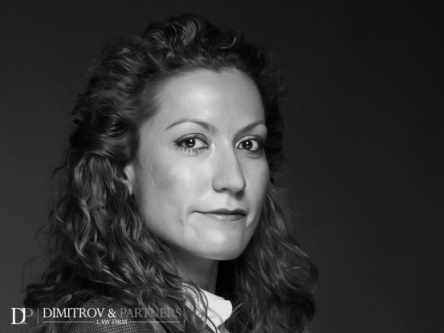 DP DIMITROV & PARTNERS
LAW FIRM